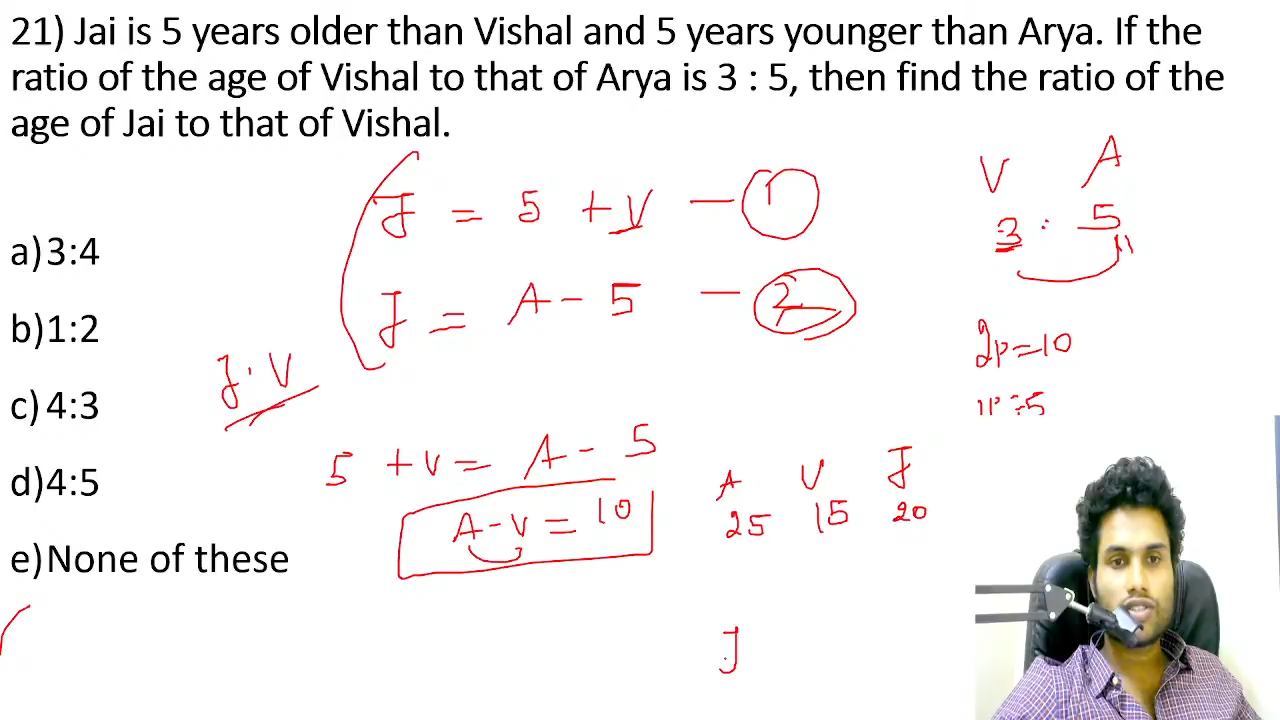 21) Jai is 5 years older than Vishal and 5 years younger than Arya. If the
ratio of the age of Vishal to that of Arya is 3 : 5, then find the ratio of the
age of Jai to that of Vishal.
V A
3 : 5
J = 5 + V — 1
a) 3:4
J = A - 5 — 2
b) 1:2
2p = 10
J : V
c) 4:3
1p = 5
5 + V = A - 5
d) 4:5
A V J
25 15 20
A - V = 10
e) None of these
J